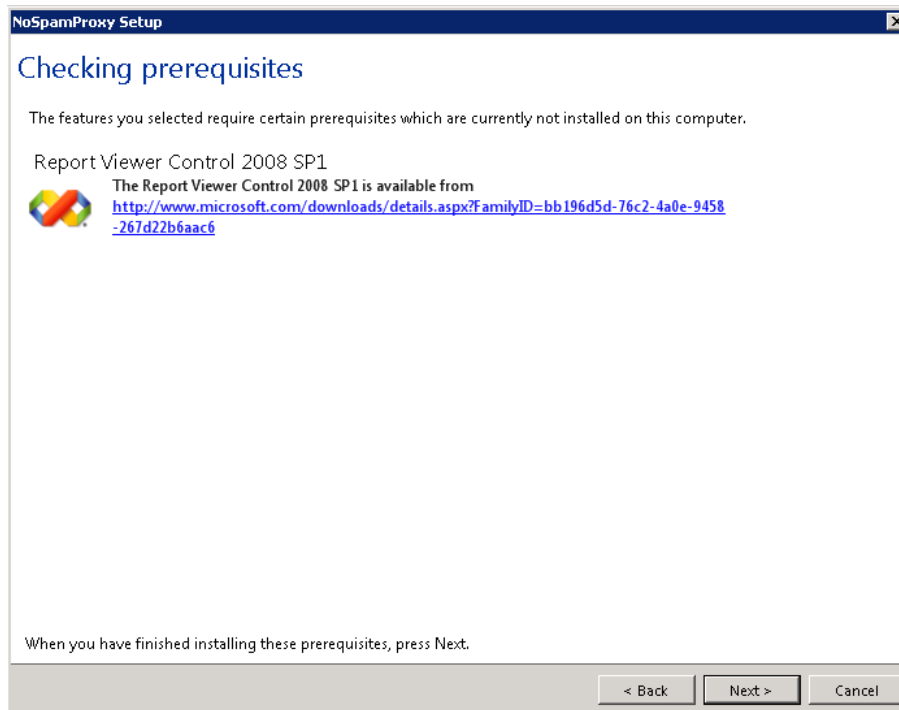 NoSpamProxy Setup
Checking prerequisites
The features you selected require certain prerequisites which are currently not installed on this computer.
Report Viewer Control 2008 SP1
The Report Viewer Control 2008 SP1 is available from
http://www.microsoft.com/downloads/details.aspx?FamilyID=bb196d5d-76c2-4a0e-9458
-267d22b6aac6
When you have finished installing these prerequisites, press Next.
< Back
Next >
Cancel